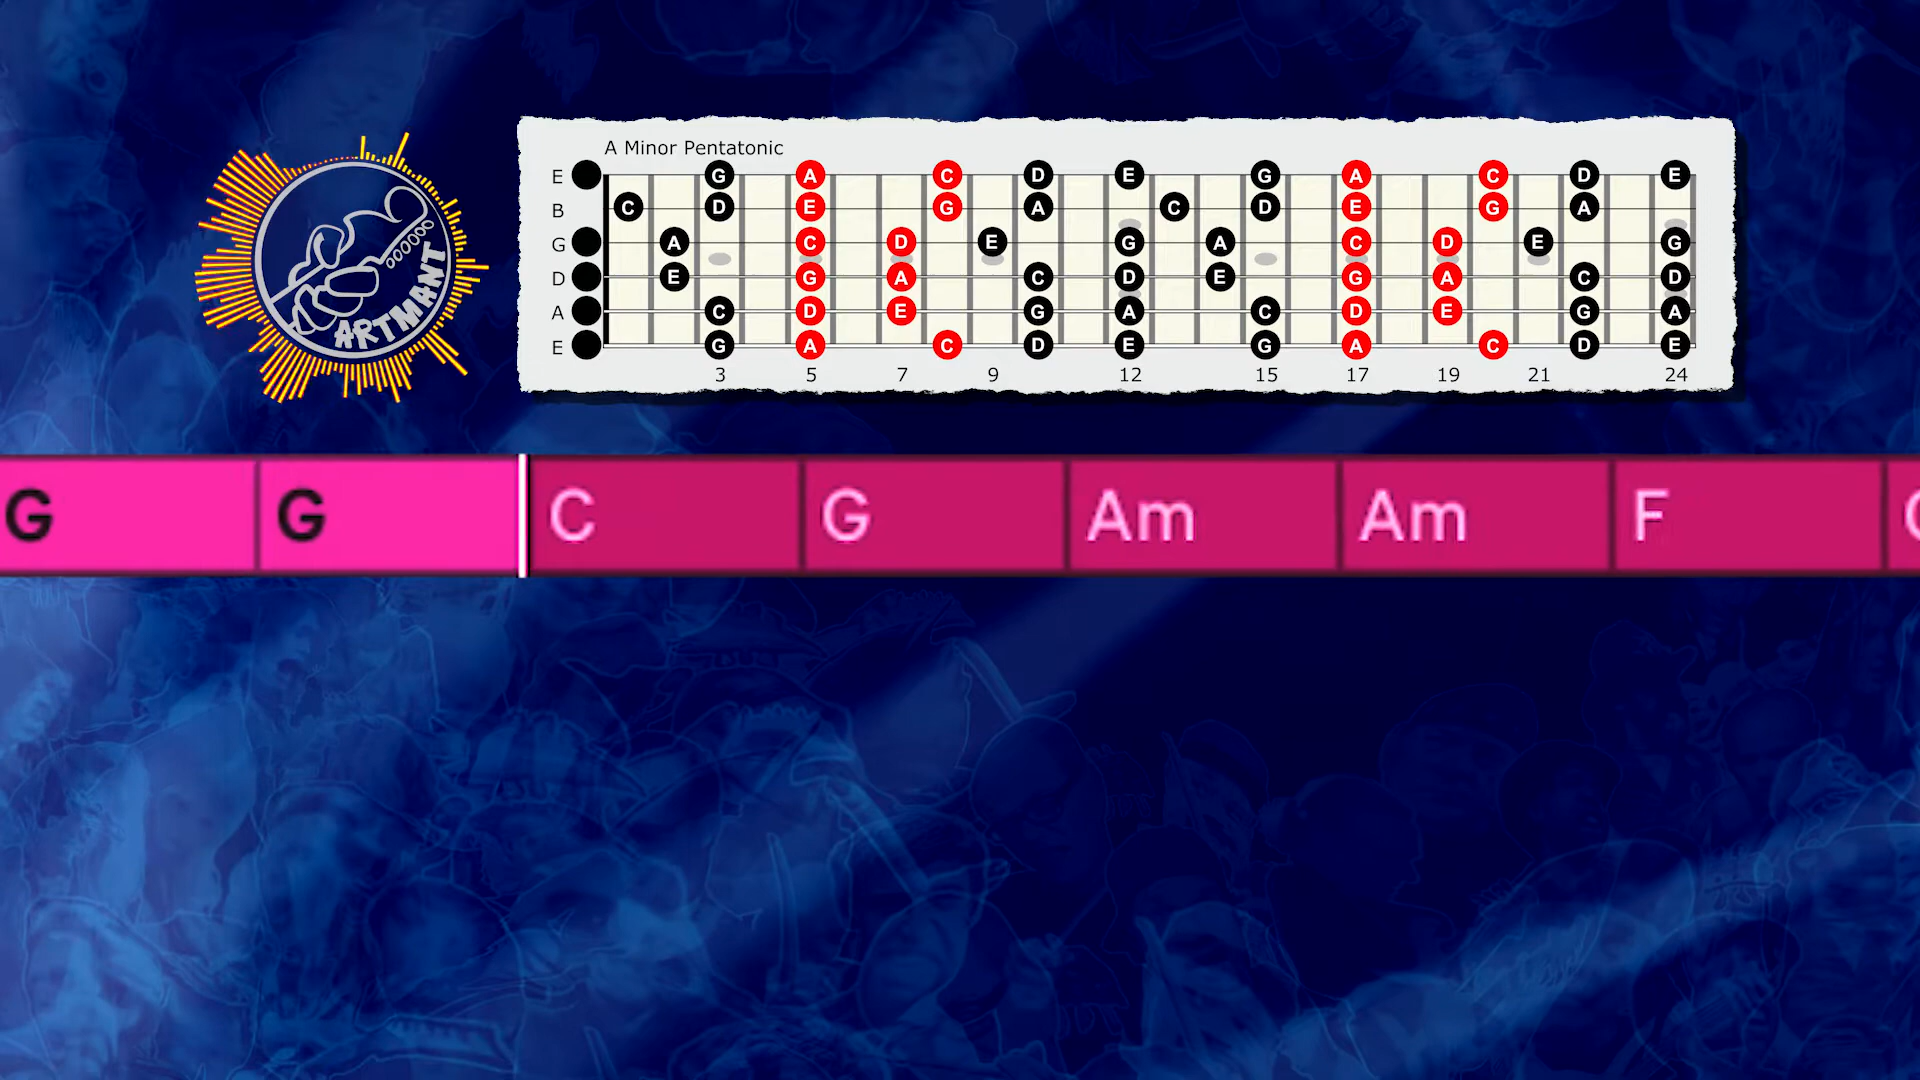 ARTMANT
A Minor Pentatonic
E G A C D E G A C D E
B C D E G A C D E G A
G A C D E G A C D E G
D E G A C D E G A C D
A C D E G A C D E G A
E G A C D E G A C D E
3 5 7 9 12 15 17 19 21 24
G G C G Am Am F